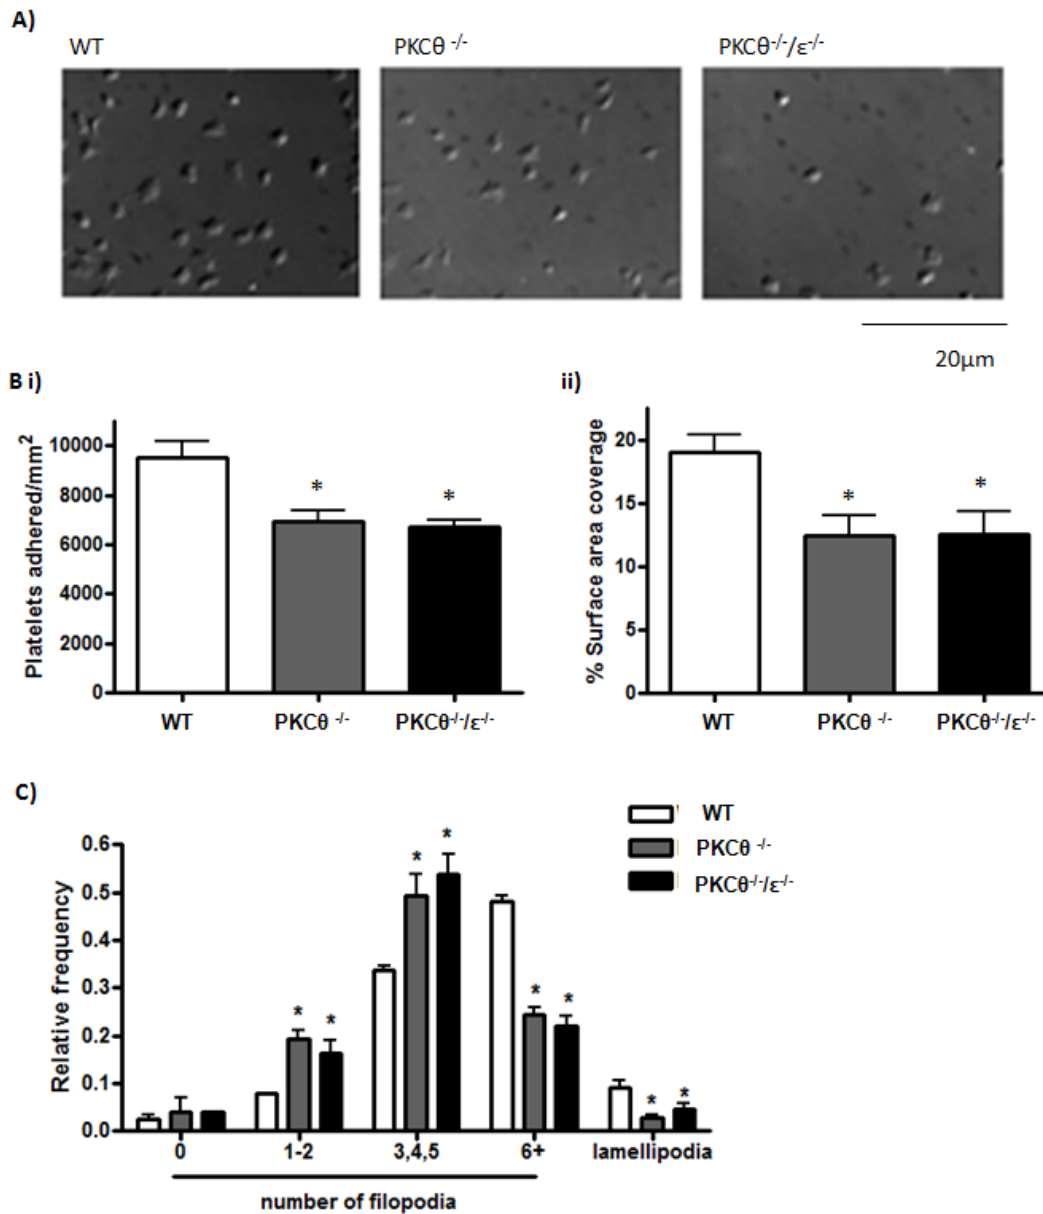 A)
WT
PKCθ -/-
PKCθ-/-/ε-/-
20μm
B i)
ii)
Platelets adhered/mm2
10000
8000
6000
4000
2000
0
*
*
WT
PKCθ -/-
PKCθ-/-/ε-/-
% Surface area coverage
20
15
10
5
0
*
*
WT
PKCθ -/-
PKCθ-/-/ε-/-
C)
WT
PKCθ -/-
PKCθ-/-/ε-/-
Relative frequency
0.6
0.5
0.4
0.3
0.2
0.1
0.0
* *
* *
* *
* *
0 1-2 3,4,5 6+ lamellipodia
number of filopodia